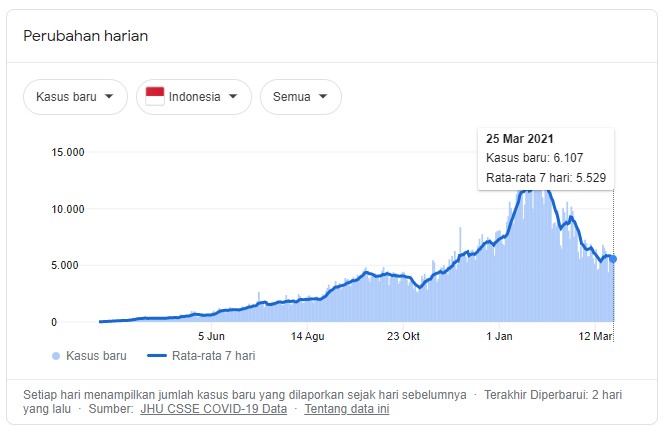 Perubahan harian
Kasus baru
Indonesia
Semua
25 Mar 2021
Kasus baru: 6.107
Rata-rata 7 hari: 5.529
15.000
10.000
5.000
0
5 Jun
14 Agu
23 Okt
1 Jan
12 Mar
Kasus baru
Rata-rata 7 hari
Setiap hari menampilkan jumlah kasus baru yang dilaporkan sejak hari sebelumnya · Terakhir Diperbarui: 2 hari
yang lalu · Sumber: JHU CSSE COVID-19 Data · Tentang data ini